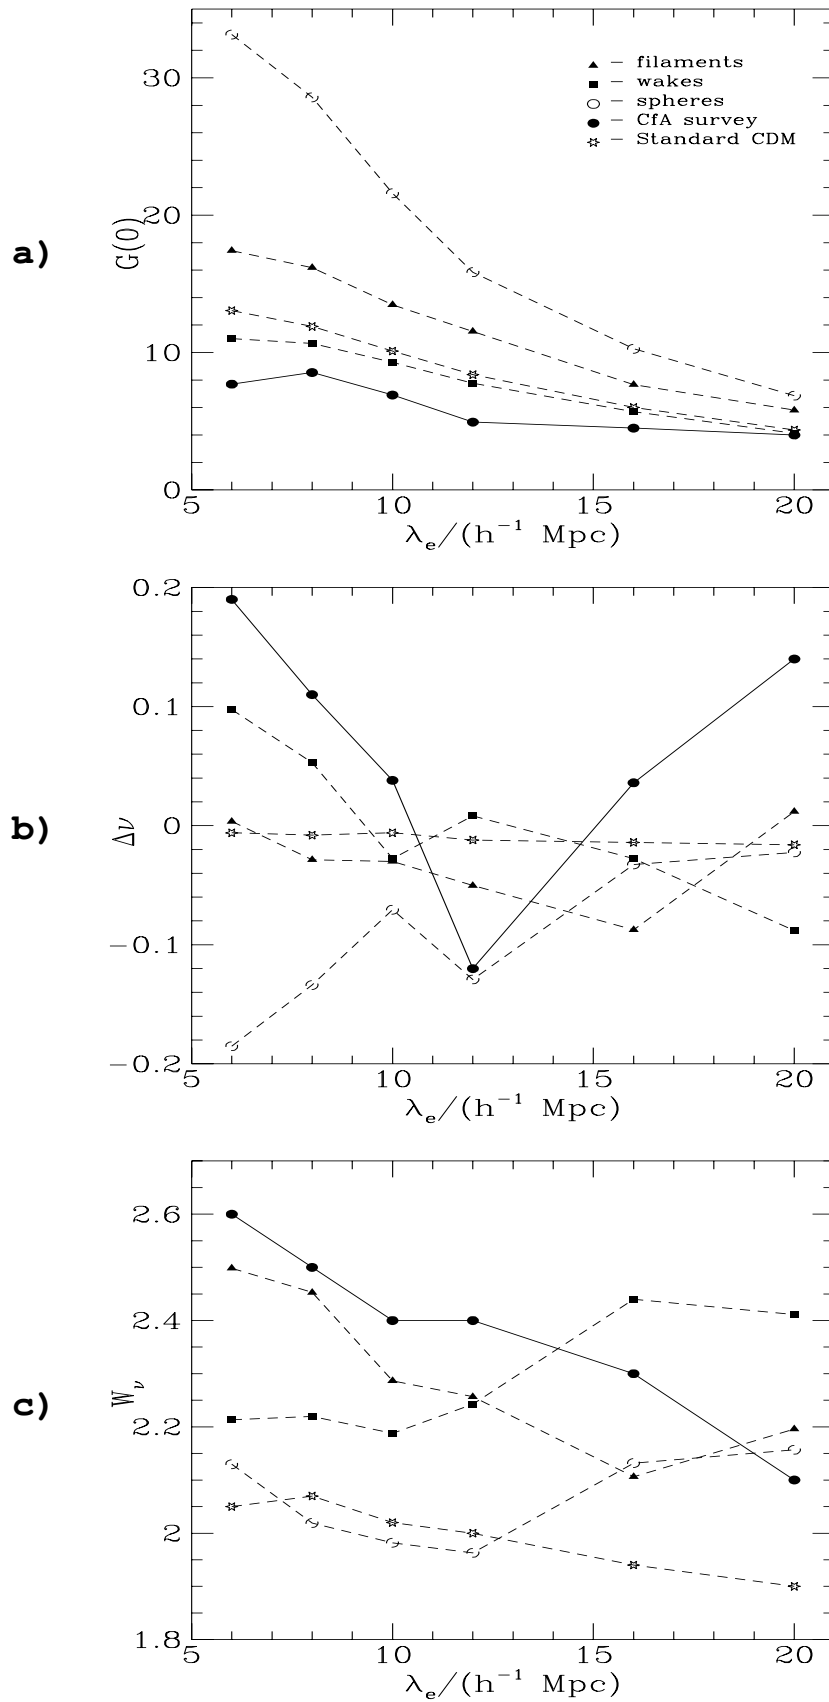 30
20
10
0
a)
G(0)
▲ – filaments
■ – wakes
○ – spheres
● – CfA survey
☆ – Standard CDM
5 10 15 20
λₑ/(h⁻¹ Mpc)
0.2
0.1
0
−0.1
−0.2
b)
Δν
5 10 15 20
λₑ/(h⁻¹ Mpc)
2.6
2.4
2.2
2
1.8
c)
W_ν
5 10 15 20
λₑ/(h⁻¹ Mpc)